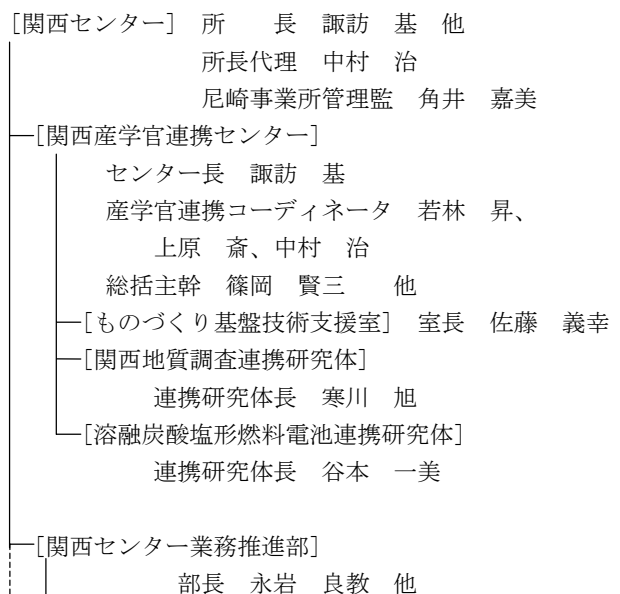 [関西センター]　所　　長　諏訪　基　他
所長代理　中村　治
尼崎事業所管理監　角井　嘉美
[関西産学官連携センター]
センター長　諏訪　基
産学官連携コーディネータ　若林　昇、
上原　斎、中村　治
総括主幹　篠岡　賢三　　他
[ものづくり基盤技術支援室]　室長　佐藤　義幸
[関西地質調査連携研究体]
連携研究体長　寒川　旭
[溶融炭酸塩形燃料電池連携研究体]
連携研究体長　谷本　一美
[関西センター業務推進部]
部長　永岩　良教　他